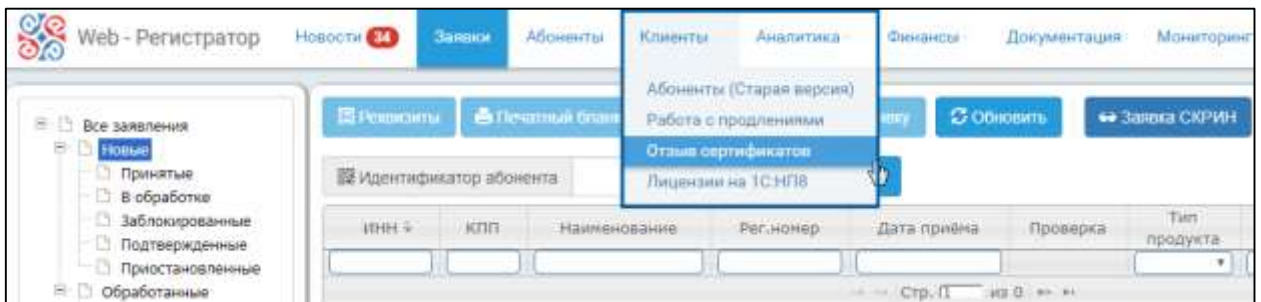 Web - Регистратор Новости 34 Заявки Абоненты Клиенты Аналитика Финансы Документация Мониторинг
Абоненты (Старая версия)
Реквизиты Печатный бланк Обновить Заявка СКРИН
Работа с продлениями
Отзыв сертификатов
Идентификатор абонента
Лицензии на 1С:НП8
Все заявления
Новые
Принятые
В обработке
Заблокированные
Подтвержденные
Приостановленные
Обработанные
ИНН КПП Наименование Рег.номер Дата приёма Проверка Тип продукта
Стр. из 0